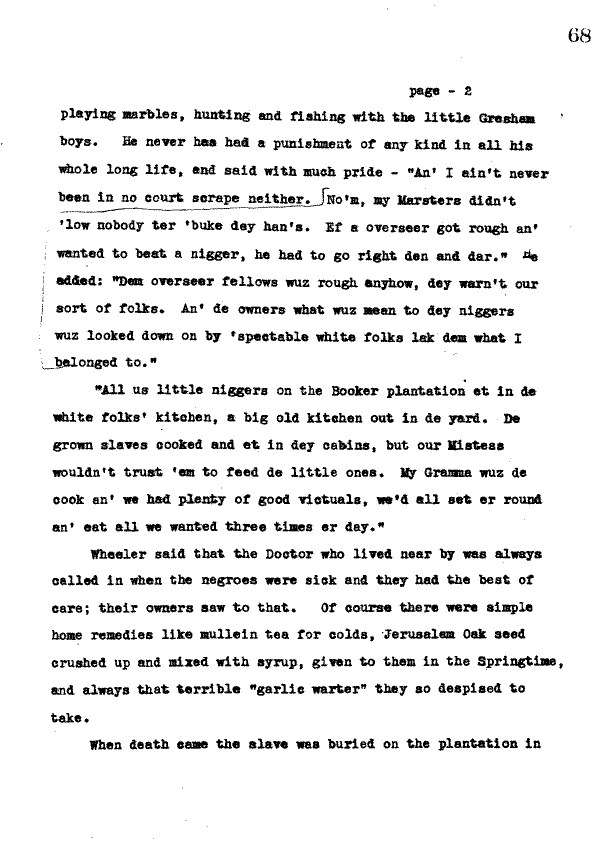 68
page - 2
playing marbles, hunting and fishing with the little Gresham
boys. He never has had a punishment of any kind in all his
whole long life, and said with much pride - "An' I ain't never
been in no court scrape neither. No'm, my Marsters didn't
'low nobody ter 'buke dey han's. Ef a overseer got rough an'
wanted to beat a nigger, he had to go right den and dar." He
added: "Dem overseer fellows wuz rough anyhow, dey warn't our
sort of folks. An' de owners what wuz mean to dey niggers
wuz looked down on by 'spectable white folks lak dem what I
belonged to."
"All us little niggers on the Booker plantation et in de
white folks' kitchen, a big old kitchen out in de yard. De
grown slaves cooked and et in dey cabins, but our Mistess
wouldn't trust 'em to feed de little ones. My Gramma wuz de
cook an' we had plenty of good victuals, we'd all set er round
an' eat all we wanted three times er day."
Wheeler said that the Doctor who lived near by was always
called in when the negroes were sick and they had the best of
care; their owners saw to that. Of course there were simple
home remedies like mullein tea for colds, Jerusalem Oak seed
crushed up and mixed with syrup, given to them in the Springtime,
and always that terrible "garlic warter" they so despised to
take.
When death came the slave was buried on the plantation in